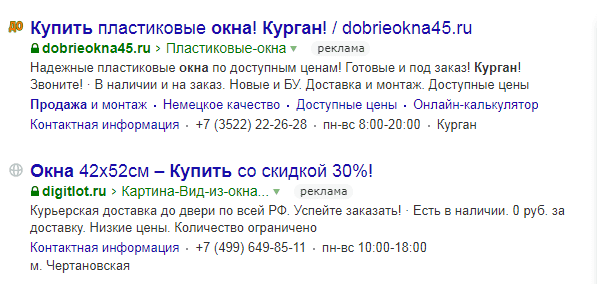 ДО Купить пластиковые окна! Курган! / dobrieokna45.ru
dobrieokna45.ru › Пластиковые-окна реклама
Надежные пластиковые окна по доступным ценам! Готовые и под заказ! Курган!
Звоните! · В наличии и на заказ. Новые и БУ. Доставка и монтаж. Доступные цены
Продажа и монтаж · Немецкое качество · Доступные цены · Онлайн-калькулятор
Контактная информация · +7 (3522) 22-26-28 · пн-вс 8:00-20:00 · Курган
Окна 42x52см – Купить со скидкой 30%!
digitlot.ru › Картина-Вид-из-окна... реклама
Курьерская доставка до двери по всей РФ. Успейте заказать! · Есть в наличии. 0 руб. за
доставку. Низкие цены. Количество ограничено
Контактная информация · +7 (499) 649-85-11 · пн-вс 10:00-18:00
м. Чертановская